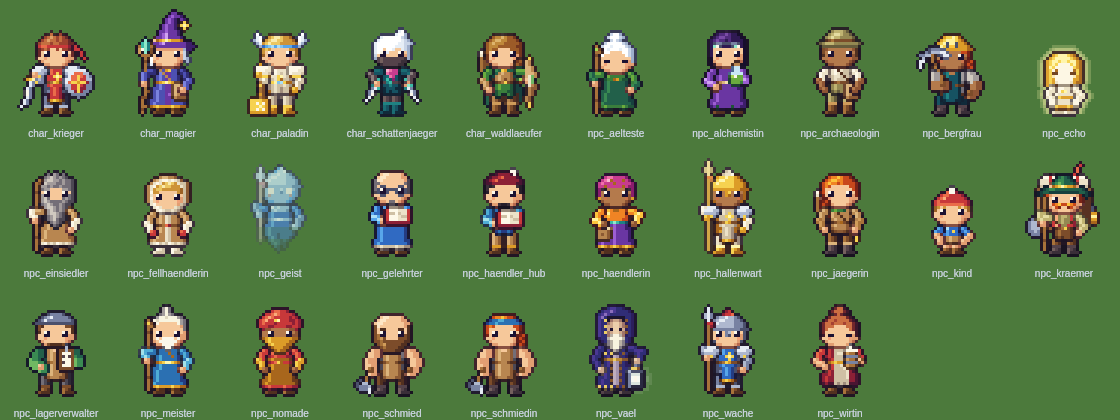 char_krieger char_magier char_paladin char_schattenjaeger char_waldlaeufer npc_aelteste npc_alchemistin npc_archaeologin npc_bergfrau npc_echo
npc_einsiedler npc_fellhaendlerin npc_geist npc_gelehrter npc_haendler_hub npc_haendlerin npc_hallenwart npc_jaegerin npc_kind npc_kraemer
npc_lagerverwalter npc_meister npc_nomade npc_schmied npc_schmiedin npc_vael npc_wache npc_wirtin